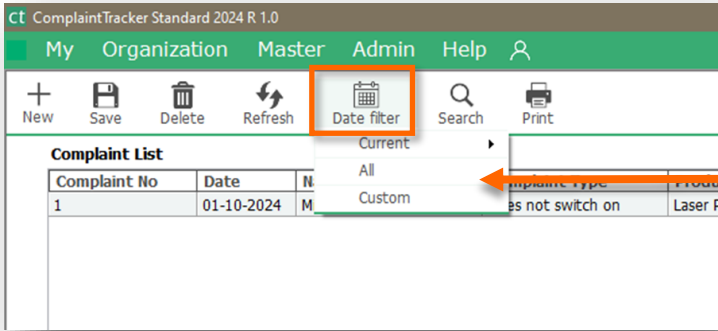 ct ComplaintTracker Standard 2024 R 1.0
My Organization Master Admin Help
New Save Delete Refresh Date filter Search Print
Current
All
Custom
Complaint List
Complaint No Date Type
1 01-10-2024 M es not switch on Laser P